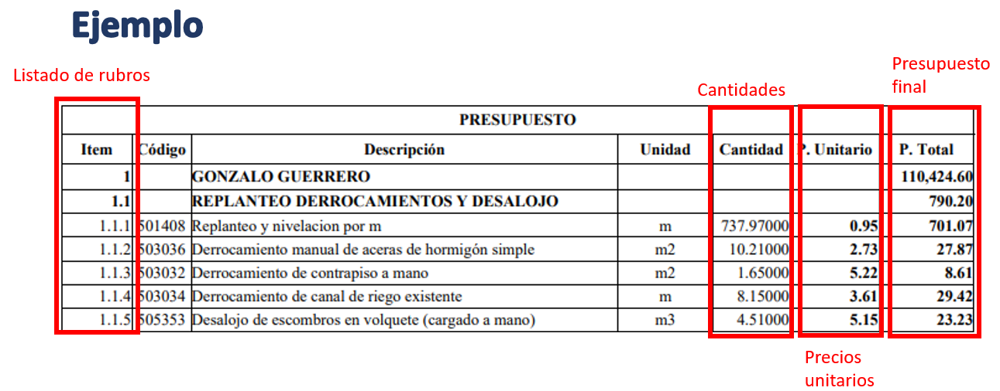 Ejemplo
Listado de rubros
Cantidades
Presupuesto
final
PRESUPUESTO
Item Código Descripción Unidad Cantidad P. Unitario P. Total
1 GONZALO GUERRERO 110,424.60
1.1 REPLANTEO DERROCAMIENTOS Y DESALOJO 790.20
1.1.1 501408 Replanteo y nivelacion por m m 737.97000 0.95 701.07
1.1.2 503036 Derrocamiento manual de aceras de hormigón simple m2 10.21000 2.73 27.87
1.1.3 503032 Derrocamiento de contrapiso a mano m2 1.65000 5.22 8.61
1.1.4 503034 Derrocamiento de canal de riego existente m 8.15000 3.61 29.42
1.1.5 505353 Desalojo de escombros en volquete (cargado a mano) m3 4.51000 5.15 23.23
Precios
unitarios